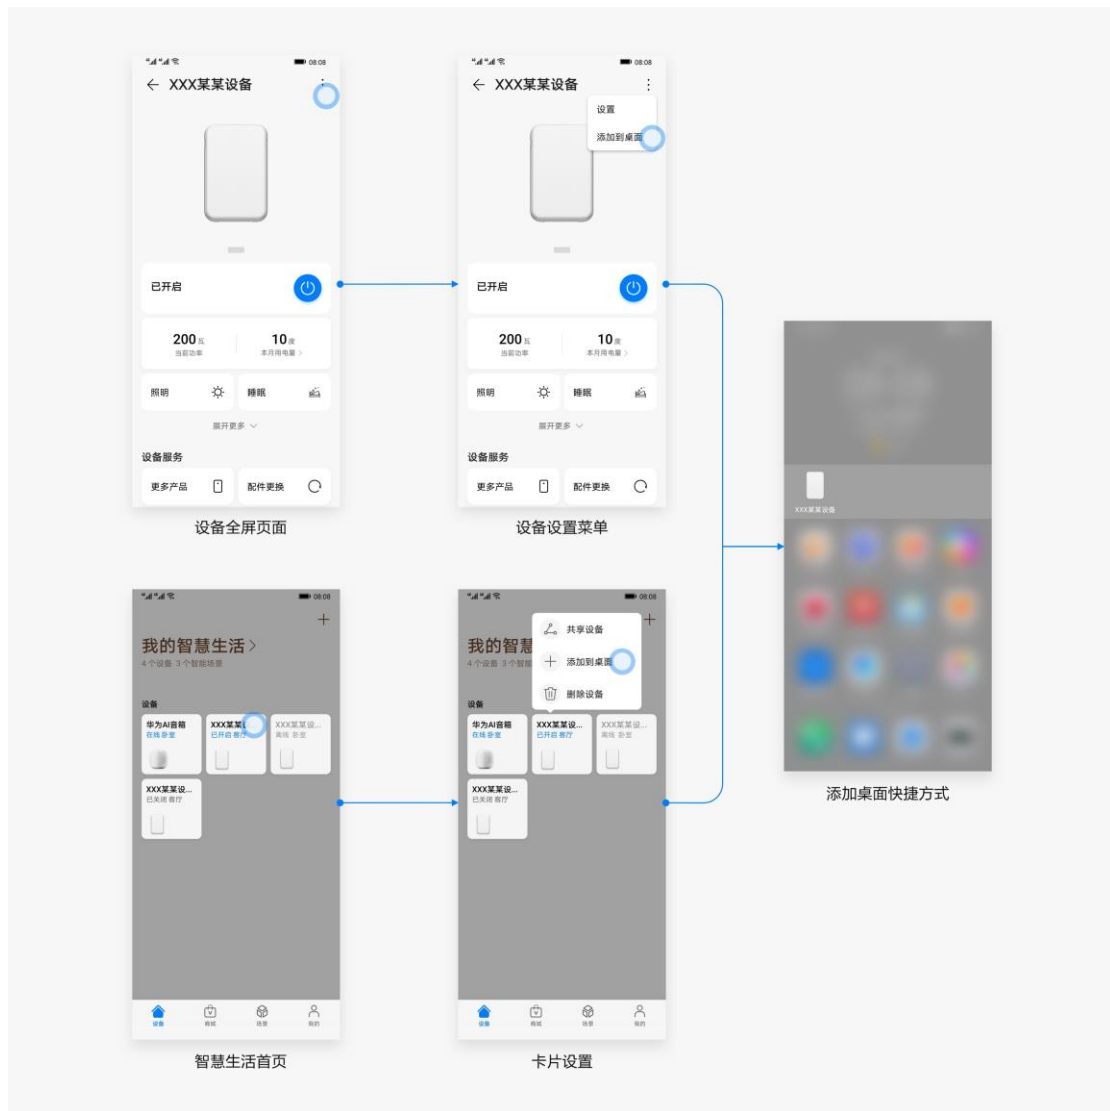 08:08
XXX某某设备
已开启
200瓦
当前功率
10度
本月用电量
照明
睡眠
展开更多
设备服务
更多产品
配件更换
设备全屏页面
08:08
XXX某某设备
设置
添加到桌面
已开启
200瓦
当前功率
10度
本月用电量
照明
睡眠
展开更多
设备服务
更多产品
配件更换
设备设置菜单
XXX某某设备
添加桌面快捷方式
08:08
我的智慧生活
4个设备 3个智能场景
设备
华为AI音箱
在线 卧室
XXX某某设
已开启 客厅
XXX某某设...
离线 卧室
XXX某某设...
已关闭 客厅
设备
商城
场景
我的
智慧生活首页
08:08
我的智慧
4个设备 3个智能
共享设备
添加到桌面
删除设备
设备
华为AI音箱
在线 卧室
XXX某某设...
已开启 客厅
XXX某某设...
离线 卧室
XXX某某设...
已关闭 客厅
设备
商城
场景
我的
卡片设置